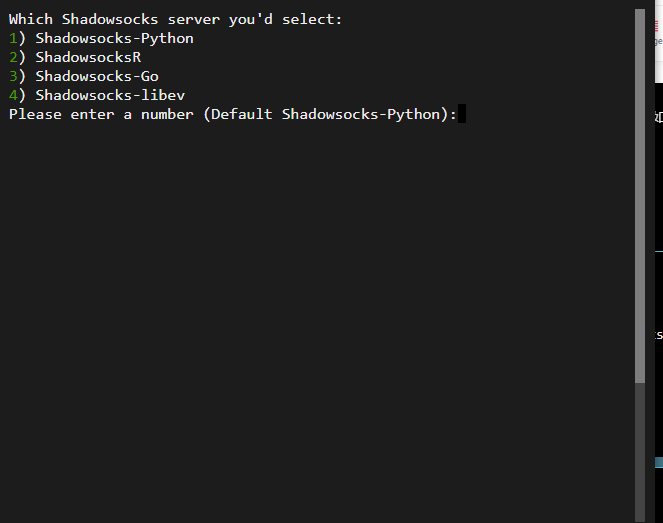 Which Shadowsocks server you'd select:
1) Shadowsocks-Python
2) ShadowsocksR
3) Shadowsocks-Go
4) Shadowsocks-libev
Please enter a number (Default Shadowsocks-Python):